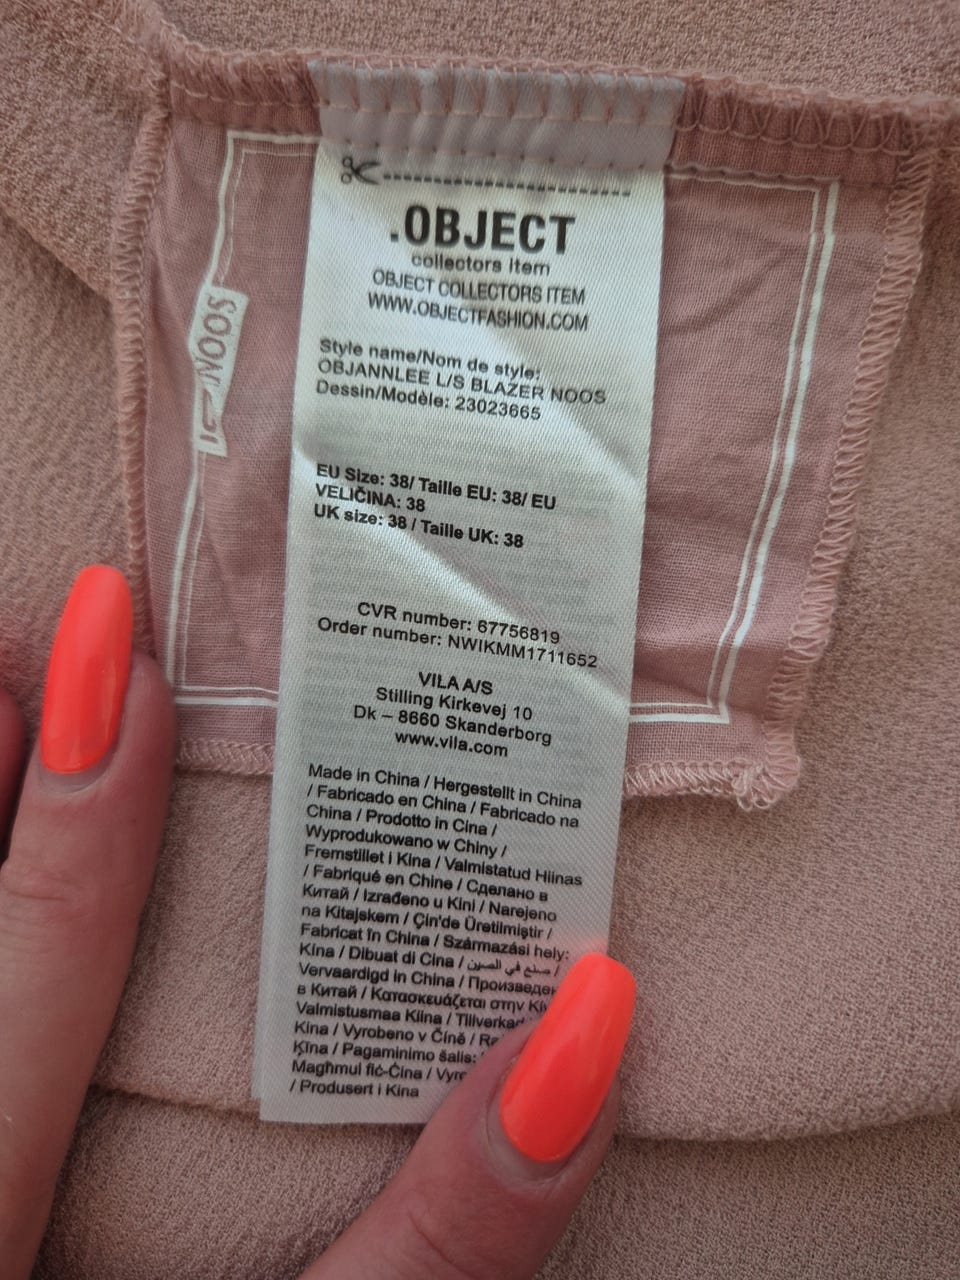 .OBJECT
collectors item
OBJECT COLLECTORS ITEM
WWW.OBJECTFASHION.COM
Style name/Nom de style:
OBJANNLEE L/S BLAZER NOOS
Dessin/Modèle: 23023665
EU Size: 38/ Taille EU: 38/ EU
VELIČINA: 38
UK size: 38 / Taille UK: 38
CVR number: 67756819
Order number: NWIKMM1711652
VILA A/S
Stilling Kirkevej 10
Dk – 8660 Skanderborg
www.vila.com
Made in China / Hergestellt in China
/ Fabricado en China / Fabricado na
China / Prodotto in Cina /
Wyprodukowano w Chiny /
Fremstillet i Kina / Valmistatud Hiinas
/ Fabriqué en Chine / Сделано в
Китай / Izrađeno u Kini / Narejeno
na Kitajskem / Çin'de Üretilmiştir /
Fabricat în China / Származási hely:
Kína / Dibuat di Cina / صنع في الصين /
Vervaardigd in China /
в Китай / Κατασκευάζεται στην
Valmistusmaa Kiina /
Kina / Vyrobeno v Číně /
Ķīna / Pagaminimo šalis:
Magħmul fiċ-Ċina /
/ Produsert i Kina
NOOS